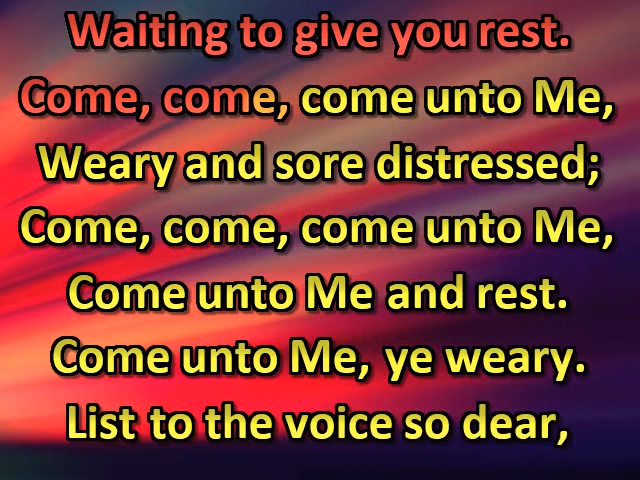 Waiting to give you rest.
Come, come, come unto Me,
Weary and sore distressed;
Come, come, come unto Me,
Come unto Me and rest.
Come unto Me, ye weary.
List to the voice so dear,